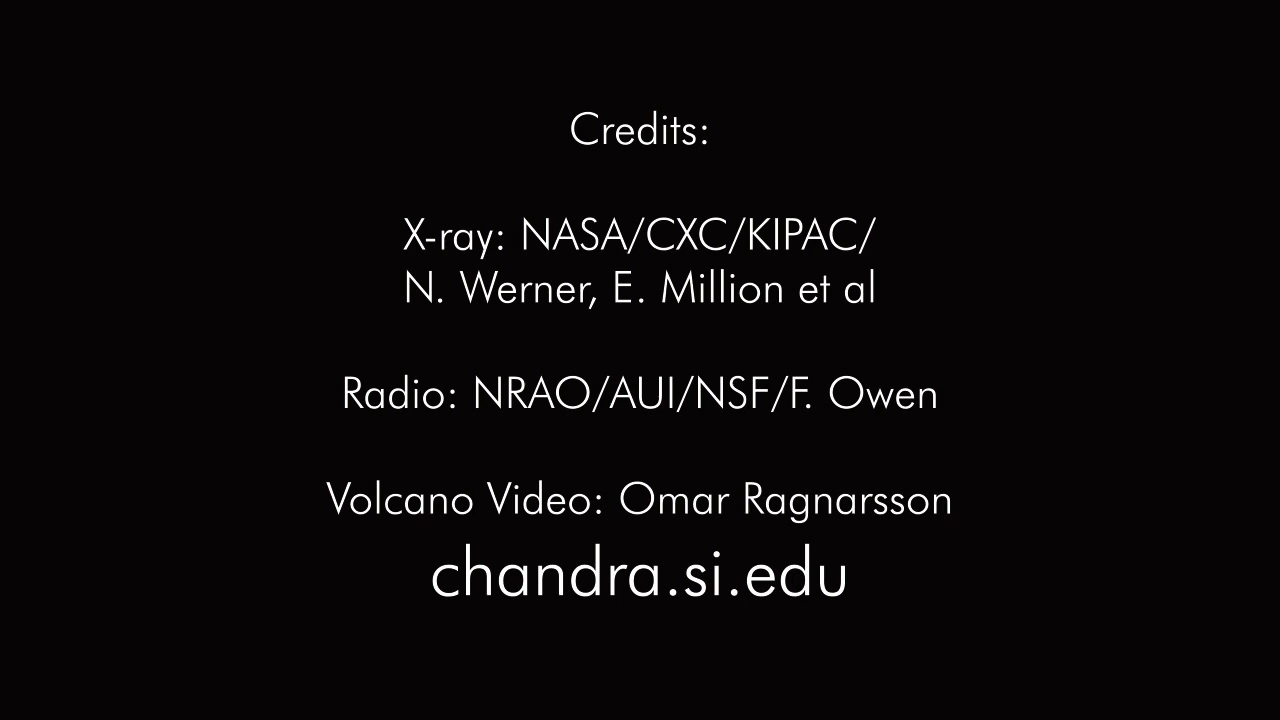 Credits:
X-ray: NASA/CXC/KIPAC/
N. Werner, E. Million et al
Radio: NRAO/AUI/NSF/F. Owen
Volcano Video: Omar Ragnarsson
chandra.si.edu